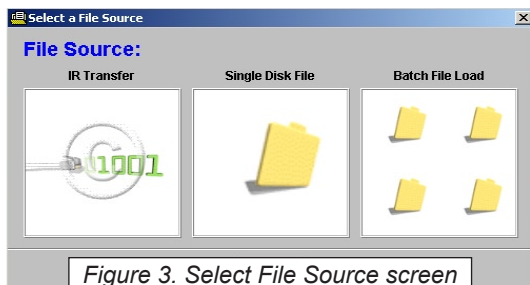 Select a File Source
File Source:
IR Transfer
Single Disk File
Batch File Load
1001
Figure 3. Select File Source screen